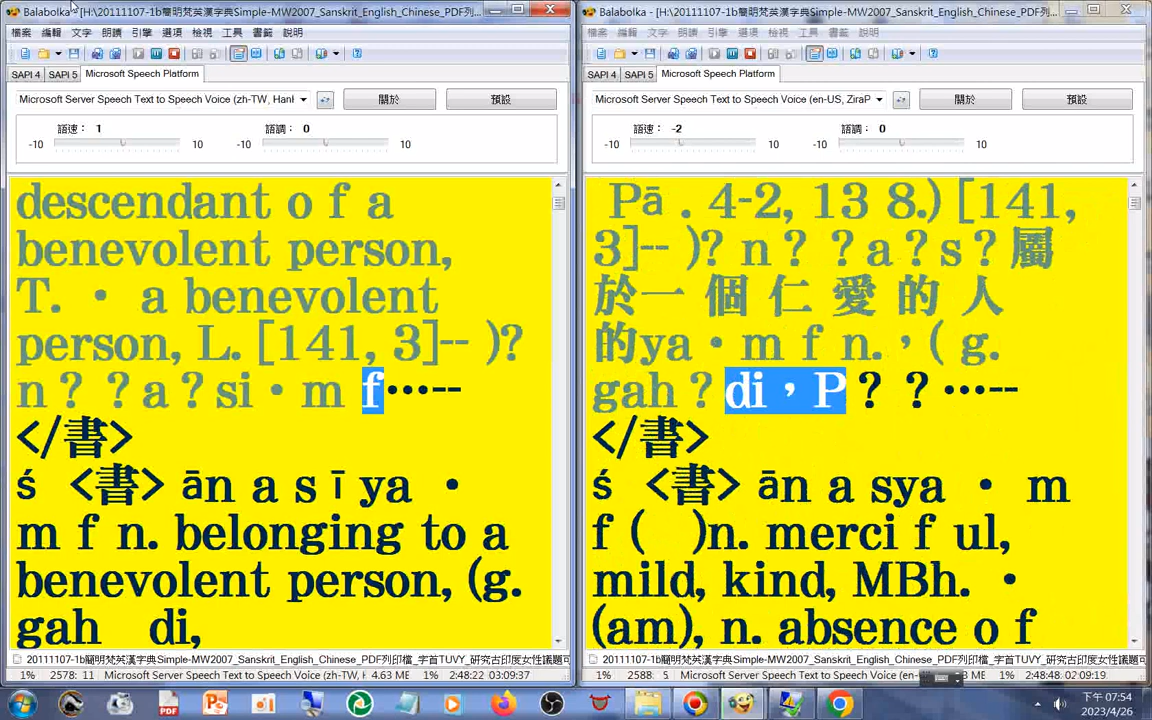 Balabolka - [H:\20111107-1b簡明梵英漢字典Simple-MW2007_Sanskrit_English_Chinese_PDF列...
檔案 編輯 文字 朗讀 引擎 選項 檢視 工具 書籤 說明
SAPI 4 SAPI 5 Microsoft Speech Platform
Microsoft Server Speech Text to Speech Voice (zh-TW, HanH 關於 預設
語速： 1 語調： 0
-10 10 -10 10
descendant o f a
benevolent person,
T. • a benevolent
person, L. [141, 3]-- )?
n？ ？a？si • m f…--
</書>
ś <書> ān a s ī ya •
m f n. belonging to a
benevolent person, (g.
gah di,
20111107-1b簡明梵英漢字典Simple-MW2007_Sanskrit_English_Chinese_PDF列印檔_字首TUVY_研究古印度女性議題可
1% 2578: 11 Microsoft Server Speech Text to Speech Voice (zh-TW, H 4.63 MB 1% 2:48:22 03:09:37
Balabolka - [H:\20111107-1b簡明梵英漢字典Simple-MW2007_Sanskrit_English_Chinese_PDF列印...
檔案 編輯 文字 朗讀 引擎 選項 檢視 工具 書籤 說明
SAPI 4 SAPI 5 Microsoft Speech Platform
Microsoft Server Speech Text to Speech Voice (en-US, ZiraP 關於 預設
語速： -2 語調： 0
-10 10 -10 10
Pā . 4-2, 13 8.) [141,
3]-- )? n？ ？a？s？屬
於一 個 仁 愛 的 人
的ya • m f n.，( g.
gah？di，P？ ？…--
</書>
ś <書> ān a sya • m
f ( )n. merci f ul,
mild, kind, MBh. •
(am), n. absence o f
20111107-1b簡明梵英漢字典Simple-MW2007_Sanskrit_English_Chinese_PDF列印檔_字首TUVY_研究古印度女性議題可
1% 2588: 5 Microsoft Server Speech Text to Speech 1% 2:48:48 02:09:19
下午 07:54
2023/4/26